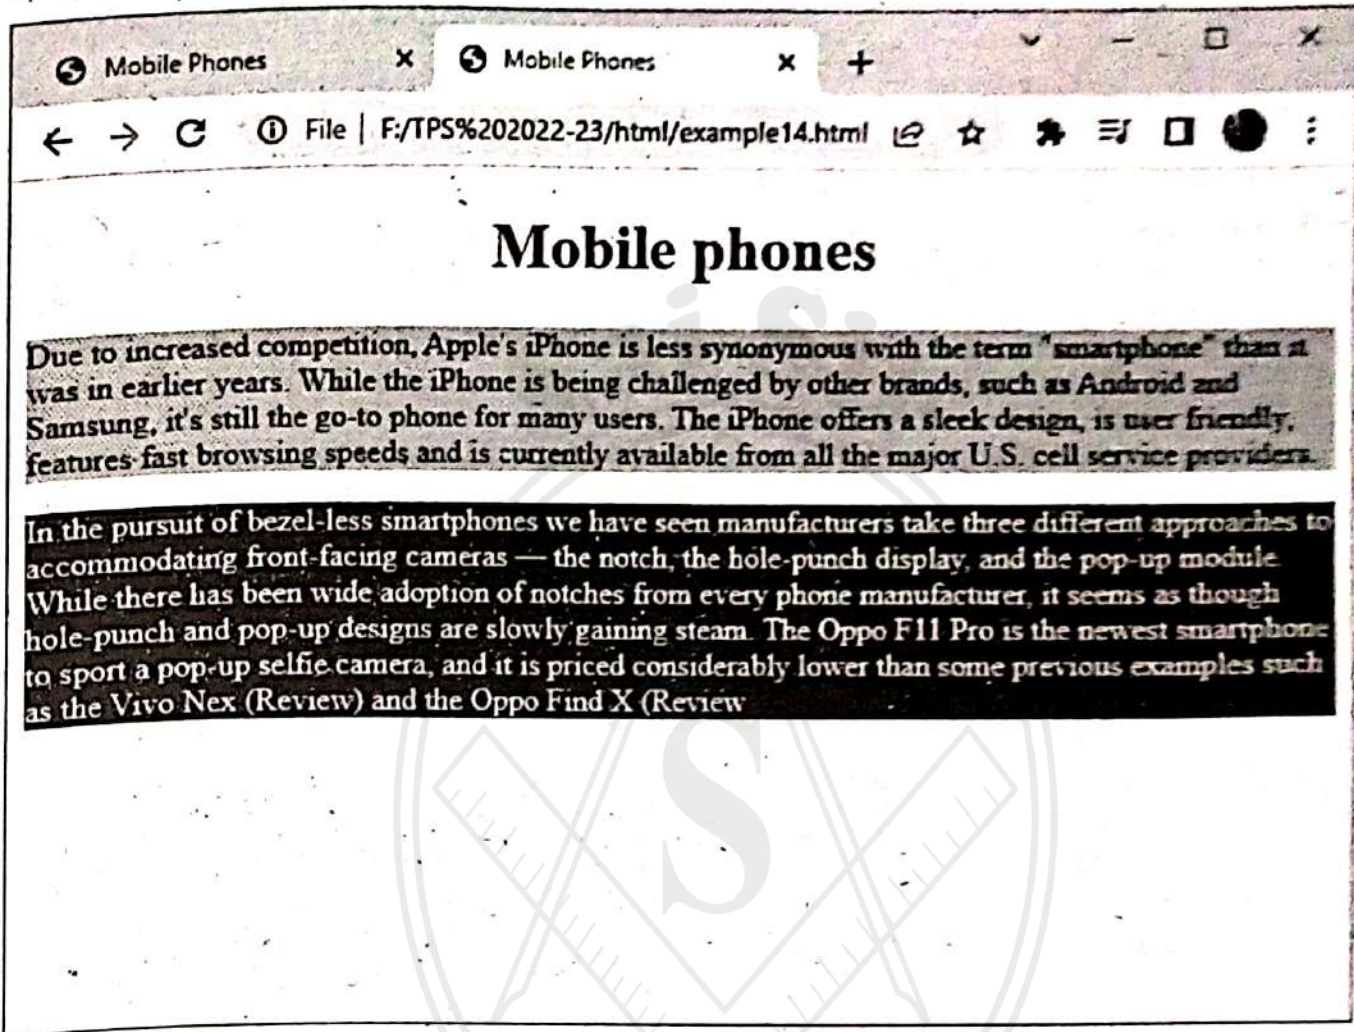 Mobile Phones
Mobile Phones
File | F:/TPS%202022-23/html/example14.html
Mobile phones
Due to increased competition, Apple's iPhone is less synonymous with the term "smartphone" than it
was in earlier years. While the iPhone is being challenged by other brands, such as Android and
Samsung, it's still the go-to phone for many users. The iPhone offers a sleek design, is user friendly,
features fast browsing speeds and is currently available from all the major U.S. cell service providers.
In the pursuit of bezel-less smartphones we have seen manufacturers take three different approaches to
accommodating front-facing cameras — the notch, the hole-punch display, and the pop-up module
While there has been wide adoption of notches from every phone manufacturer, it seems as though
hole-punch and pop-up designs are slowly gaining steam. The Oppo F11 Pro is the newest smartphone
to sport a pop-up selfie camera, and it is priced considerably lower than some previous examples such
as the Vivo Nex (Review) and the Oppo Find X (Review
S